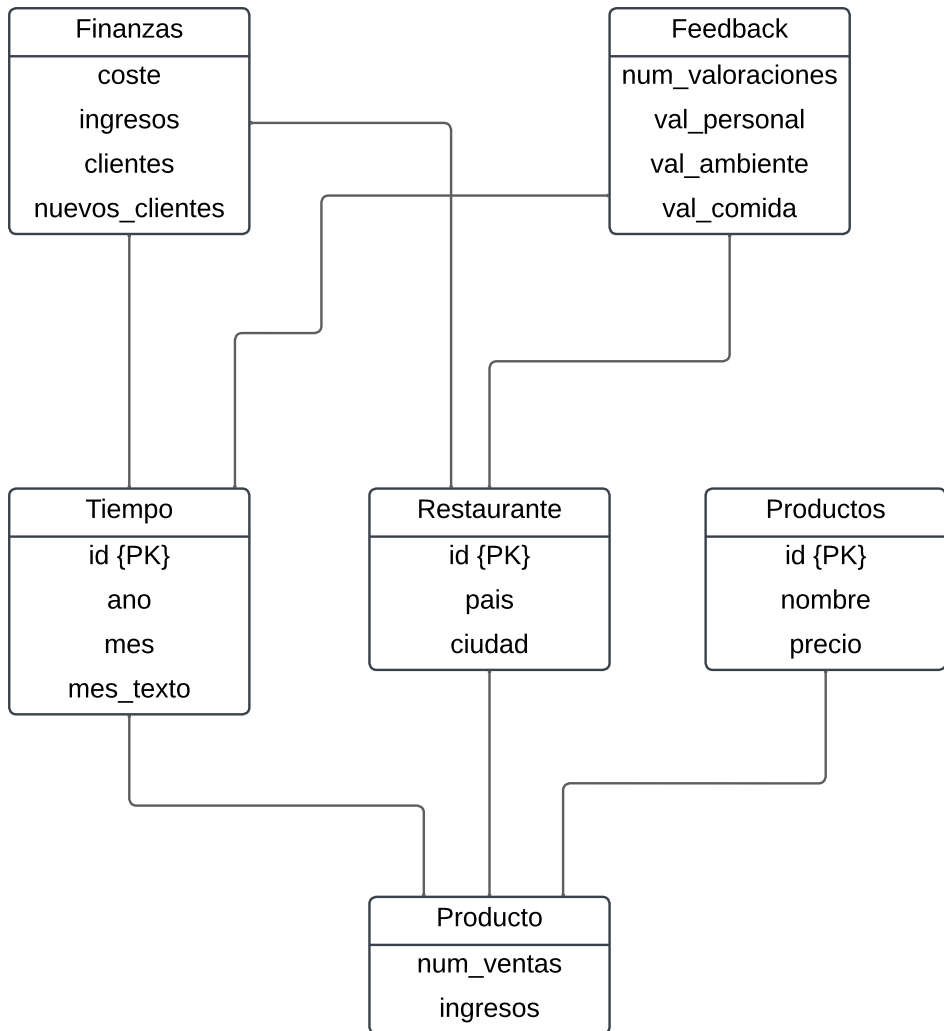 Finanzas
coste
ingresos
clientes
nuevos_clientes
Feedback
num_valoraciones
val_personal
val_ambiente
val_comida
Tiempo
id {PK}
ano
mes
mes_texto
Restaurante
id {PK}
pais
ciudad
Productos
id {PK}
nombre
precio
Producto
num_ventas
ingresos